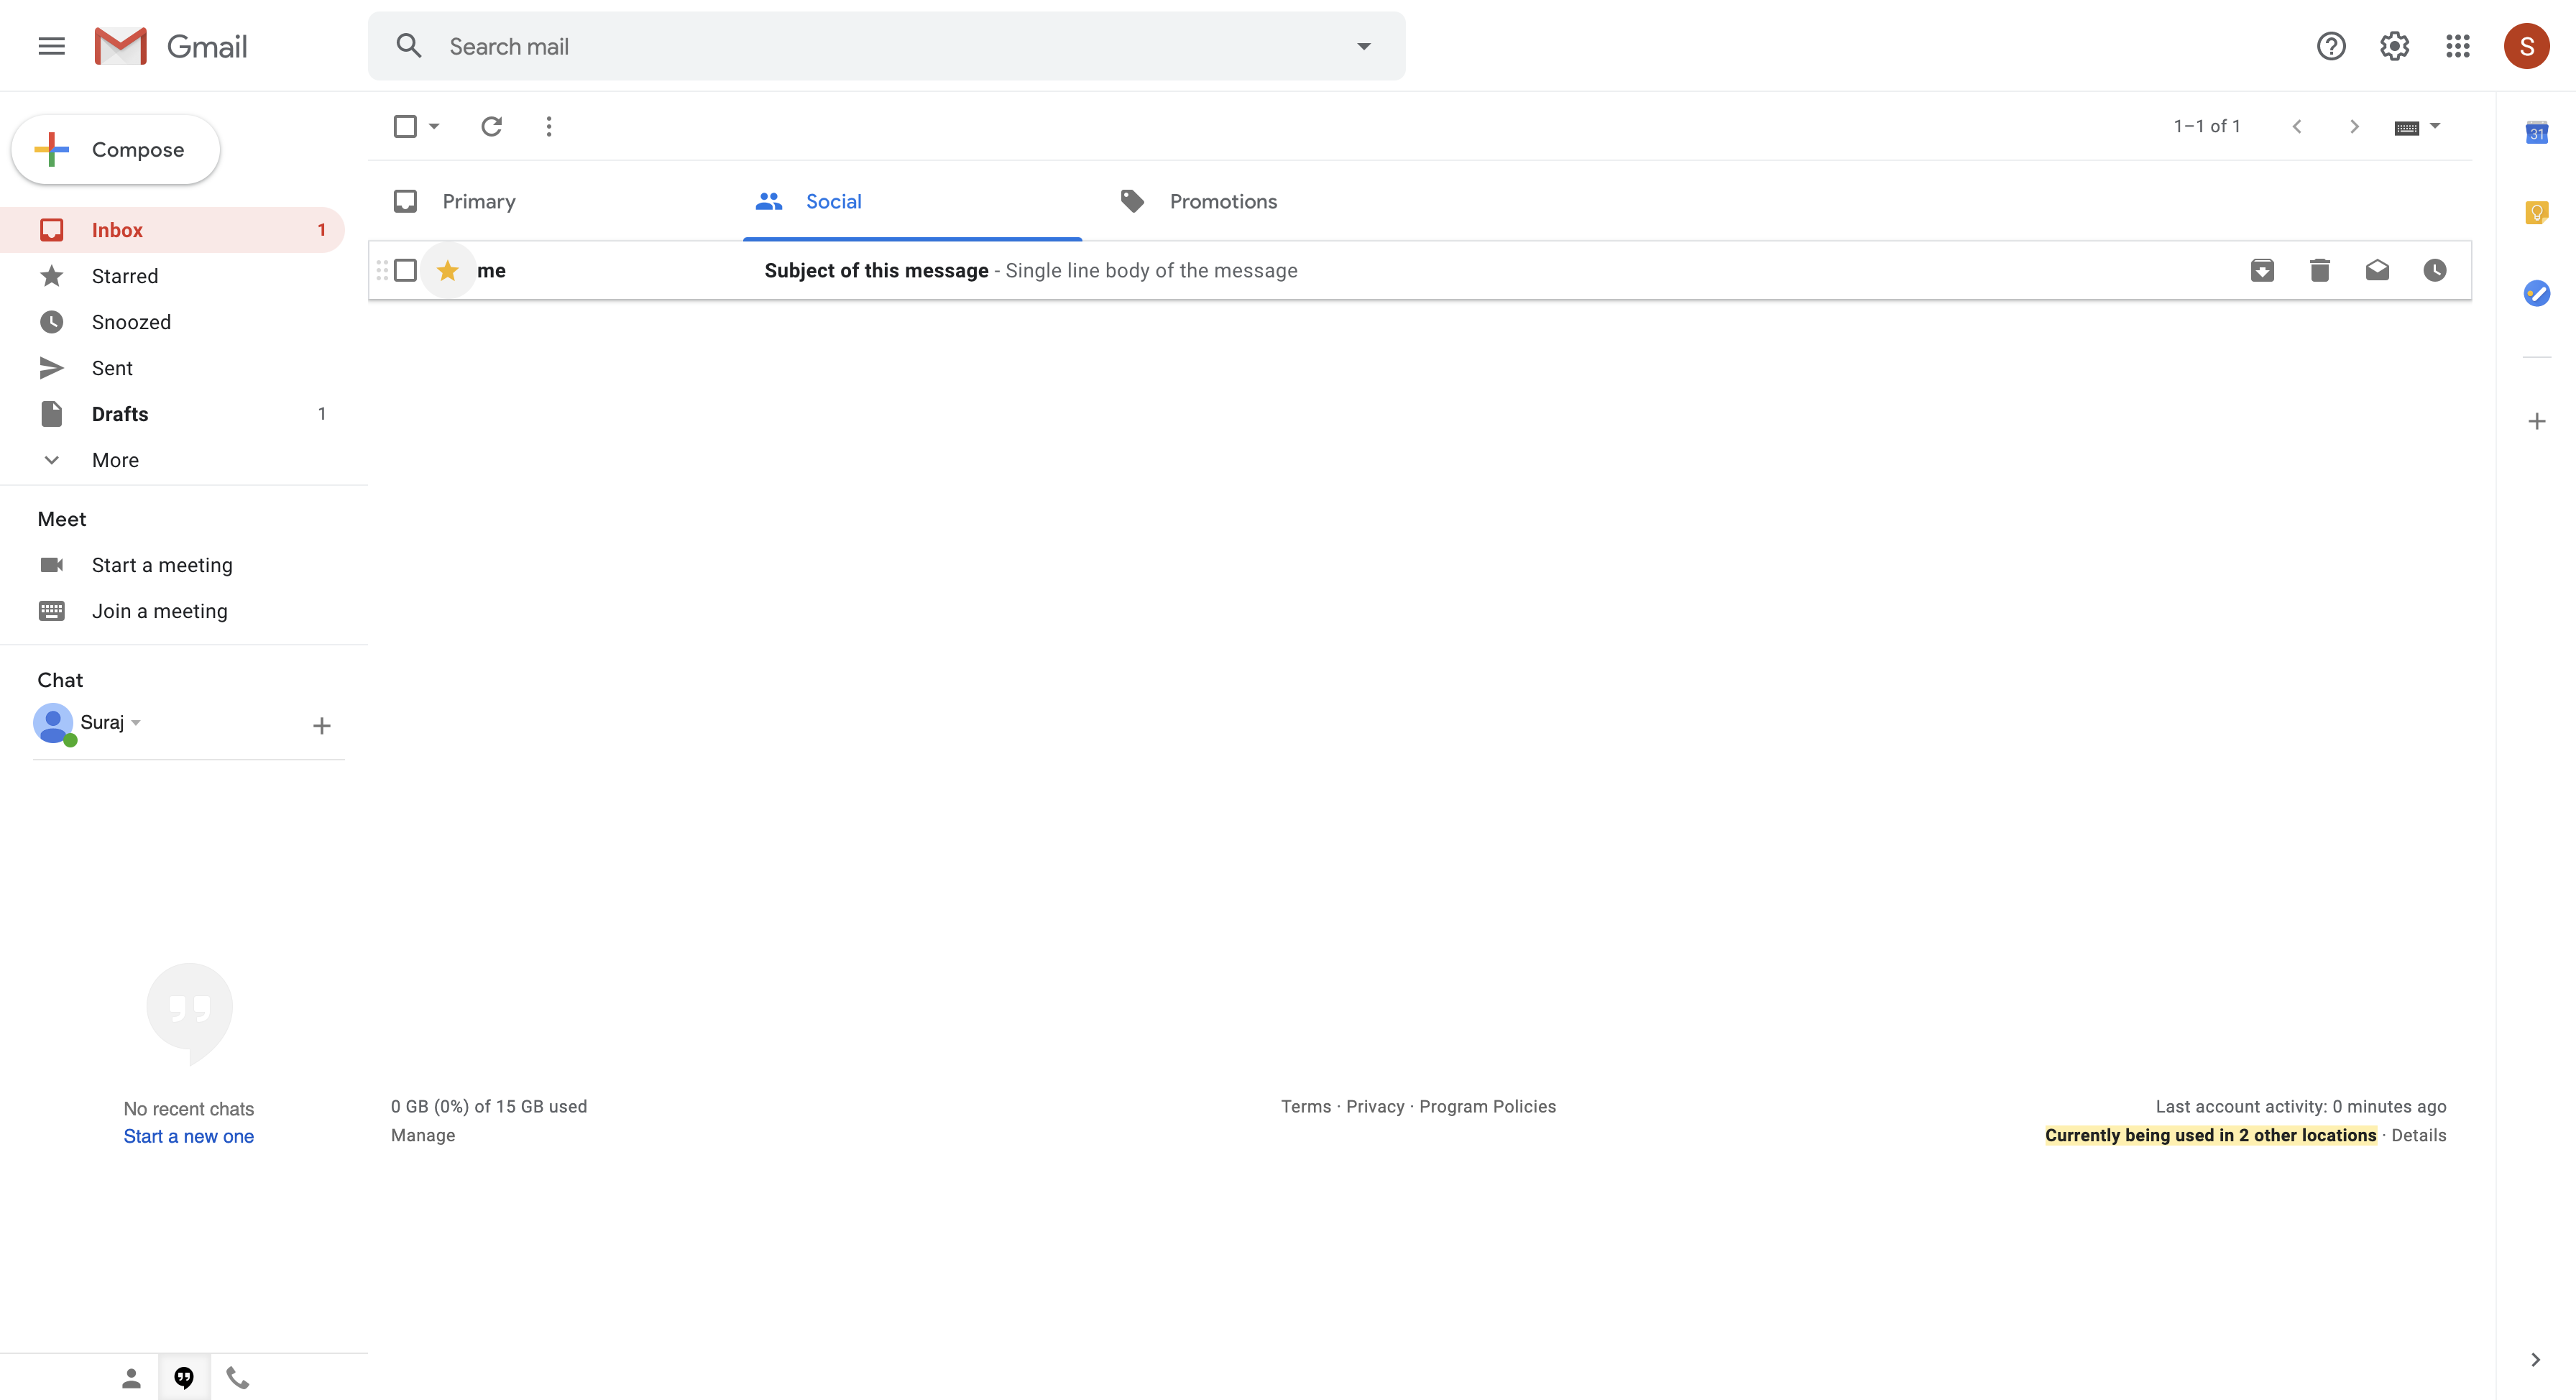 Gmail
Search mail
S
Compose
1–1 of 1
31
Primary
Social
Promotions
Inbox 1
me
Subject of this message - Single line body of the message
Starred
Snoozed
Sent
Drafts 1
More
Meet
Start a meeting
Join a meeting
Chat
Suraj
No recent chats
Start a new one
0 GB (0%) of 15 GB used
Manage
Terms · Privacy · Program Policies
Last account activity: 0 minutes ago
Currently being used in 2 other locations · Details